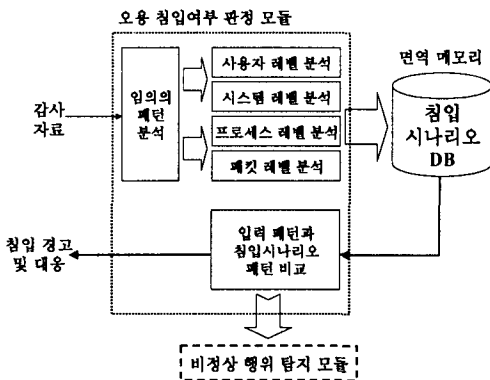 오용 침입여부 판정 모듈
감사
자료
임의의
패턴
분석
사용자 레벨 분석
시스템 레벨 분석
프로세스 레벨 분석
패킷 레벨 분석
면역 메모리
침입
시나리오
DB
입력 패턴과
침입시나리오
패턴 비교
침입 경고
및 대응
비정상 행위 탐지 모듈